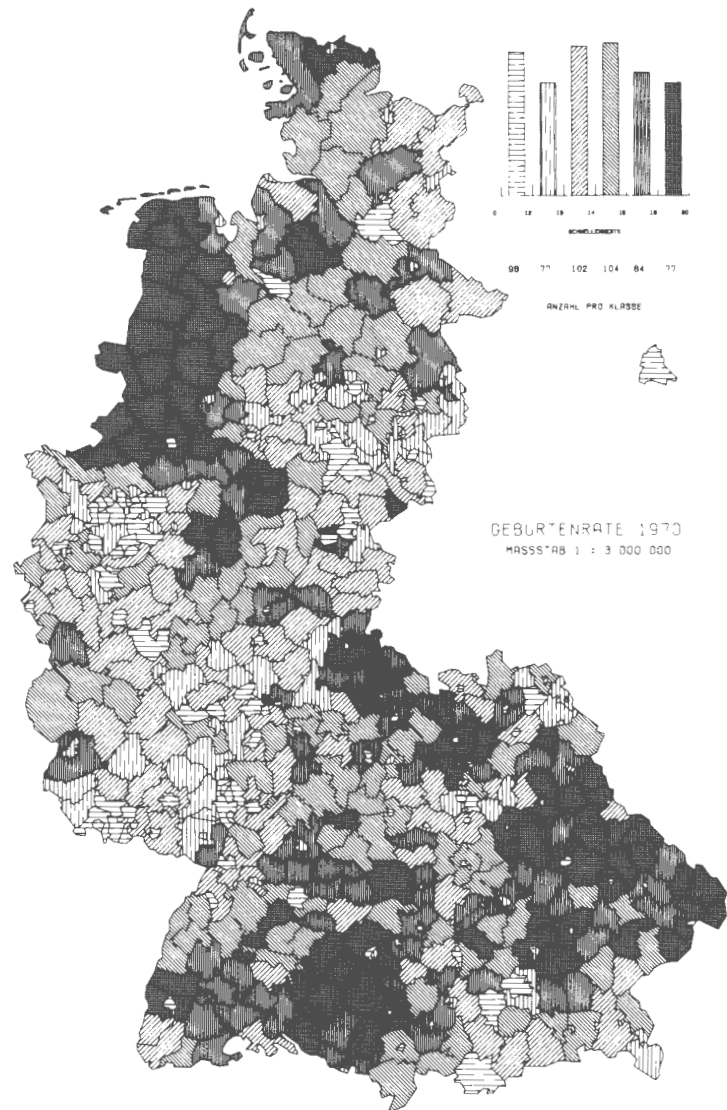 0 12 13 14 16 18 80
98 77 102 104 84 77
ANZAHL PRO KLASSE
GEBURTENRATE 1970
MASSSTAB 1 : 3 000 000